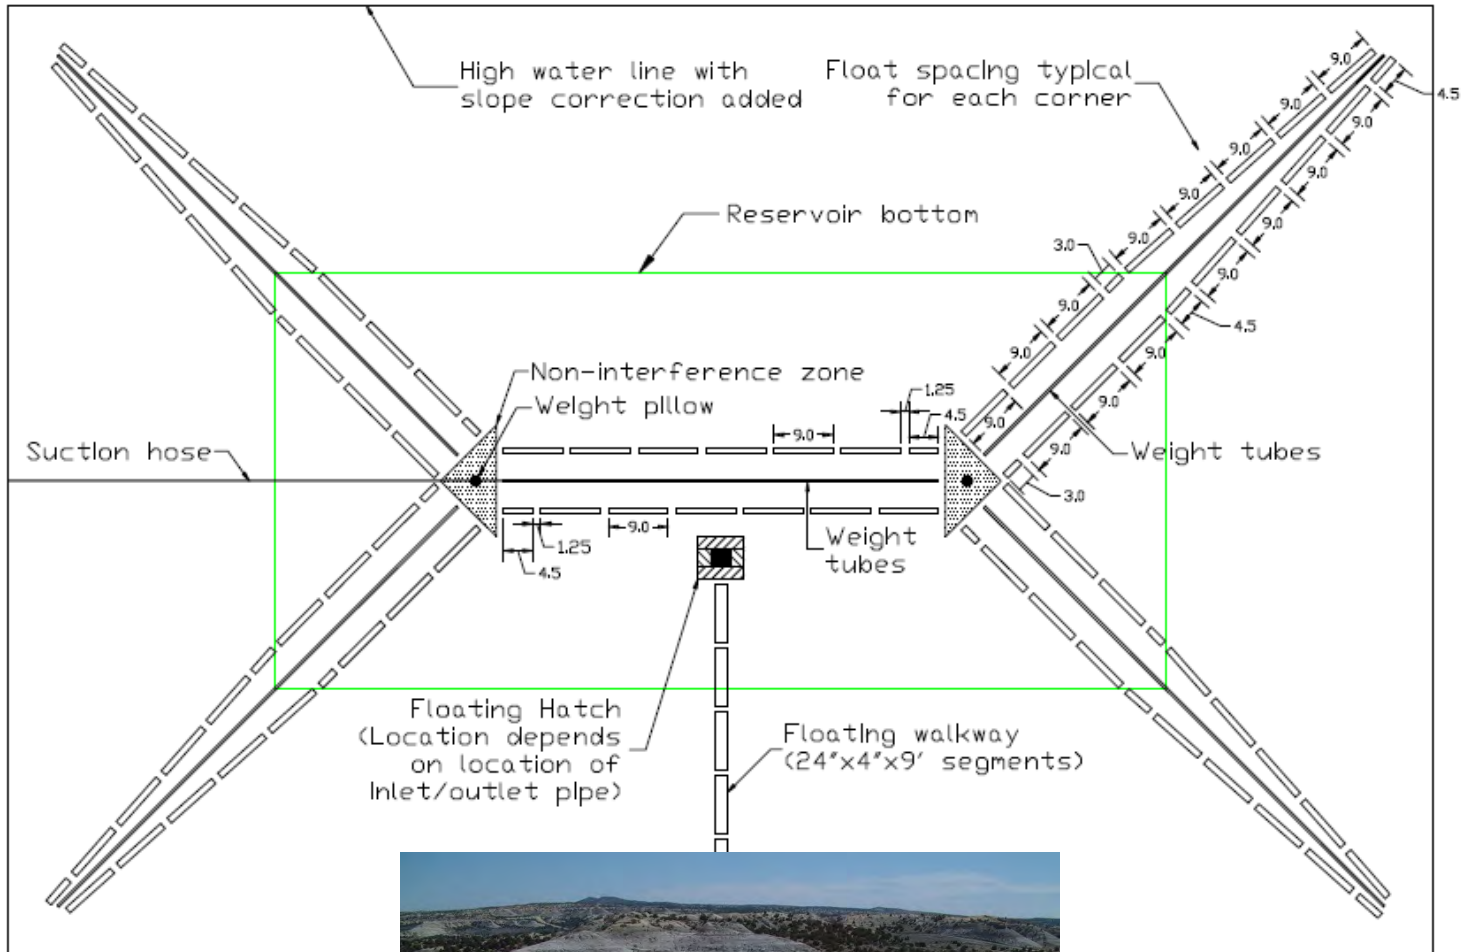 High water line with
slope correction added
Float spacing typical
for each corner
9.0
4.5
9.0
9.0
9.0
9.0
9.0
9.0
9.0
9.0
Reservoir bottom
9.0
9.0
3.0
9.0
9.0
4.5
9.0
9.0
Non-interference zone
Weight pillow
1.25
4.5
9.0
9.0
9.0
9.0
Suction hose
Weight tubes
3.0
9.0
1.25
4.5
Weight
tubes
Floating Hatch
(Location depends
on location of
inlet/outlet pipe)
Floating walkway
(24"x4"x9' segments)